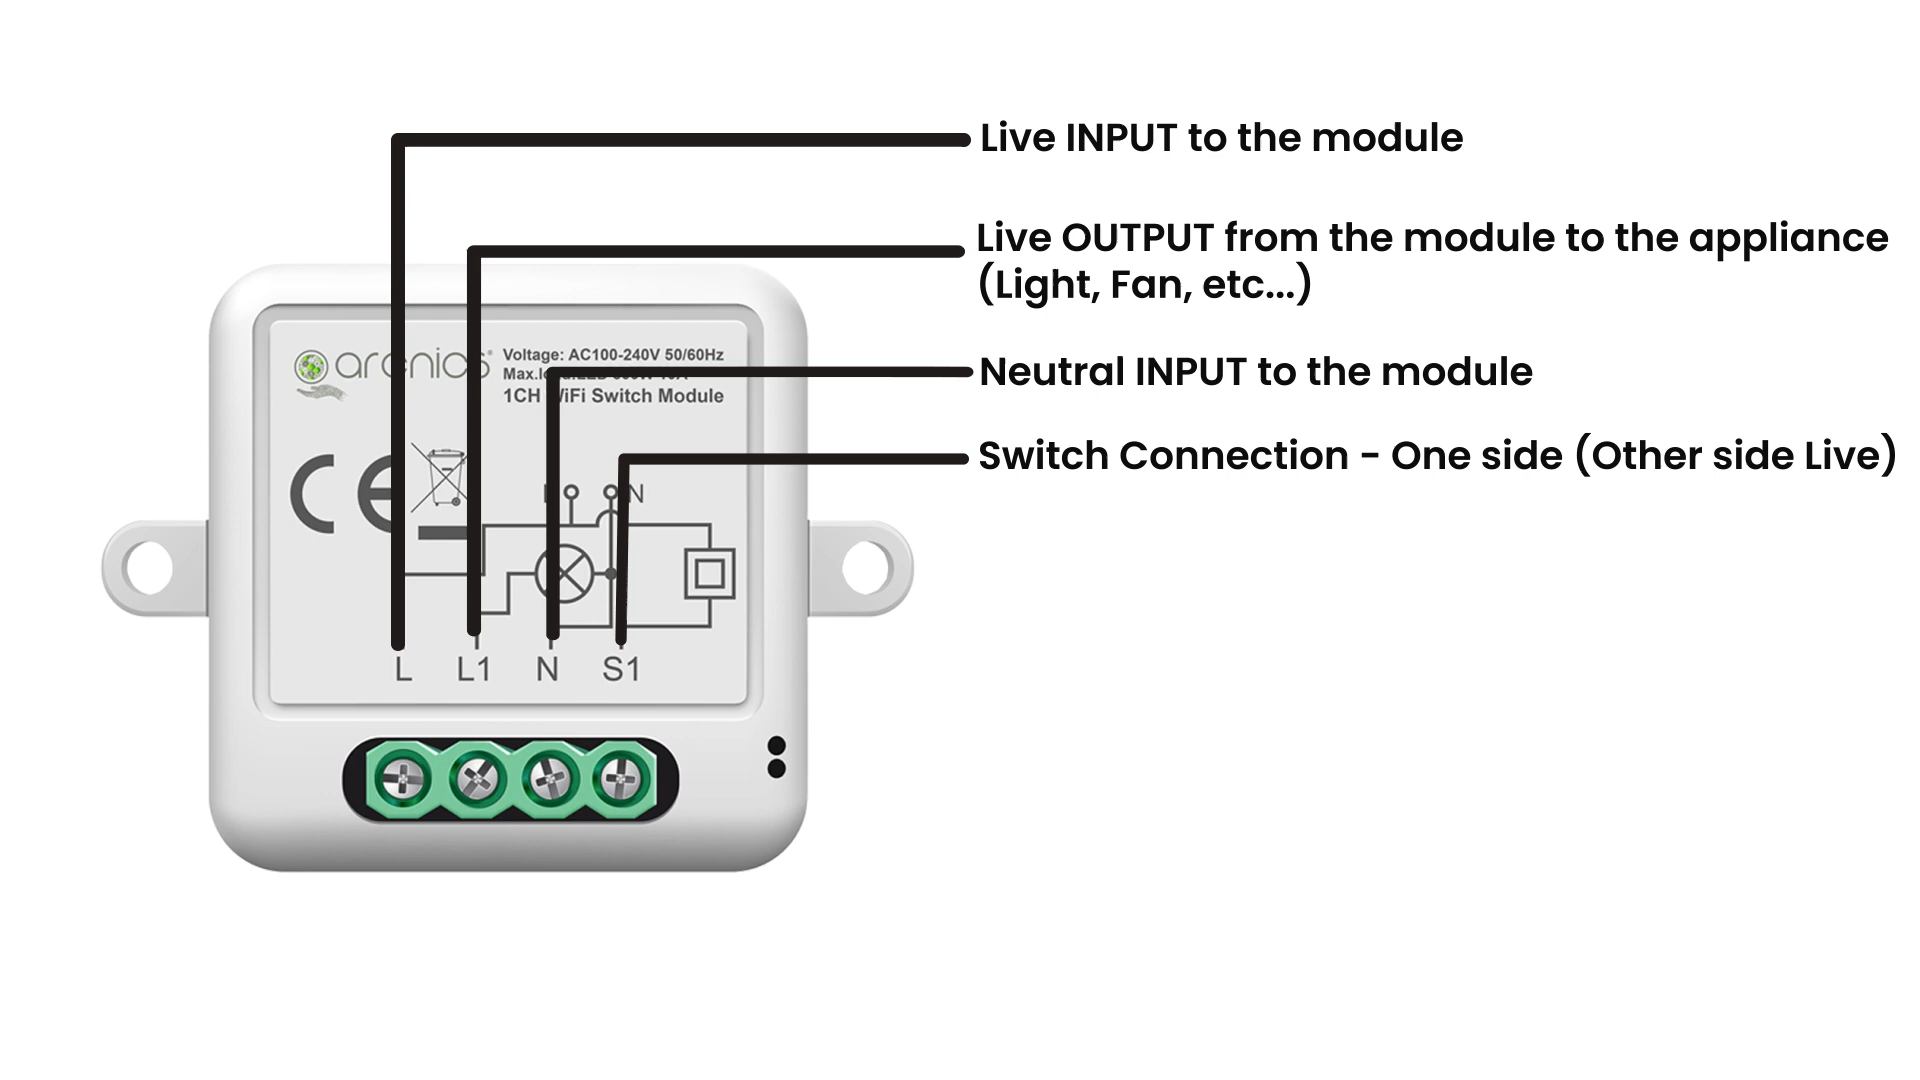 Live INPUT to the module
Live OUTPUT from the module to the appliance
(Light, Fan, etc...)
Neutral INPUT to the module
Switch Connection - One side (Other side Live)
arenics®
Voltage: AC100-240V 50/60Hz
1CH WiFi Switch Module
CE
N
L L1 N S1